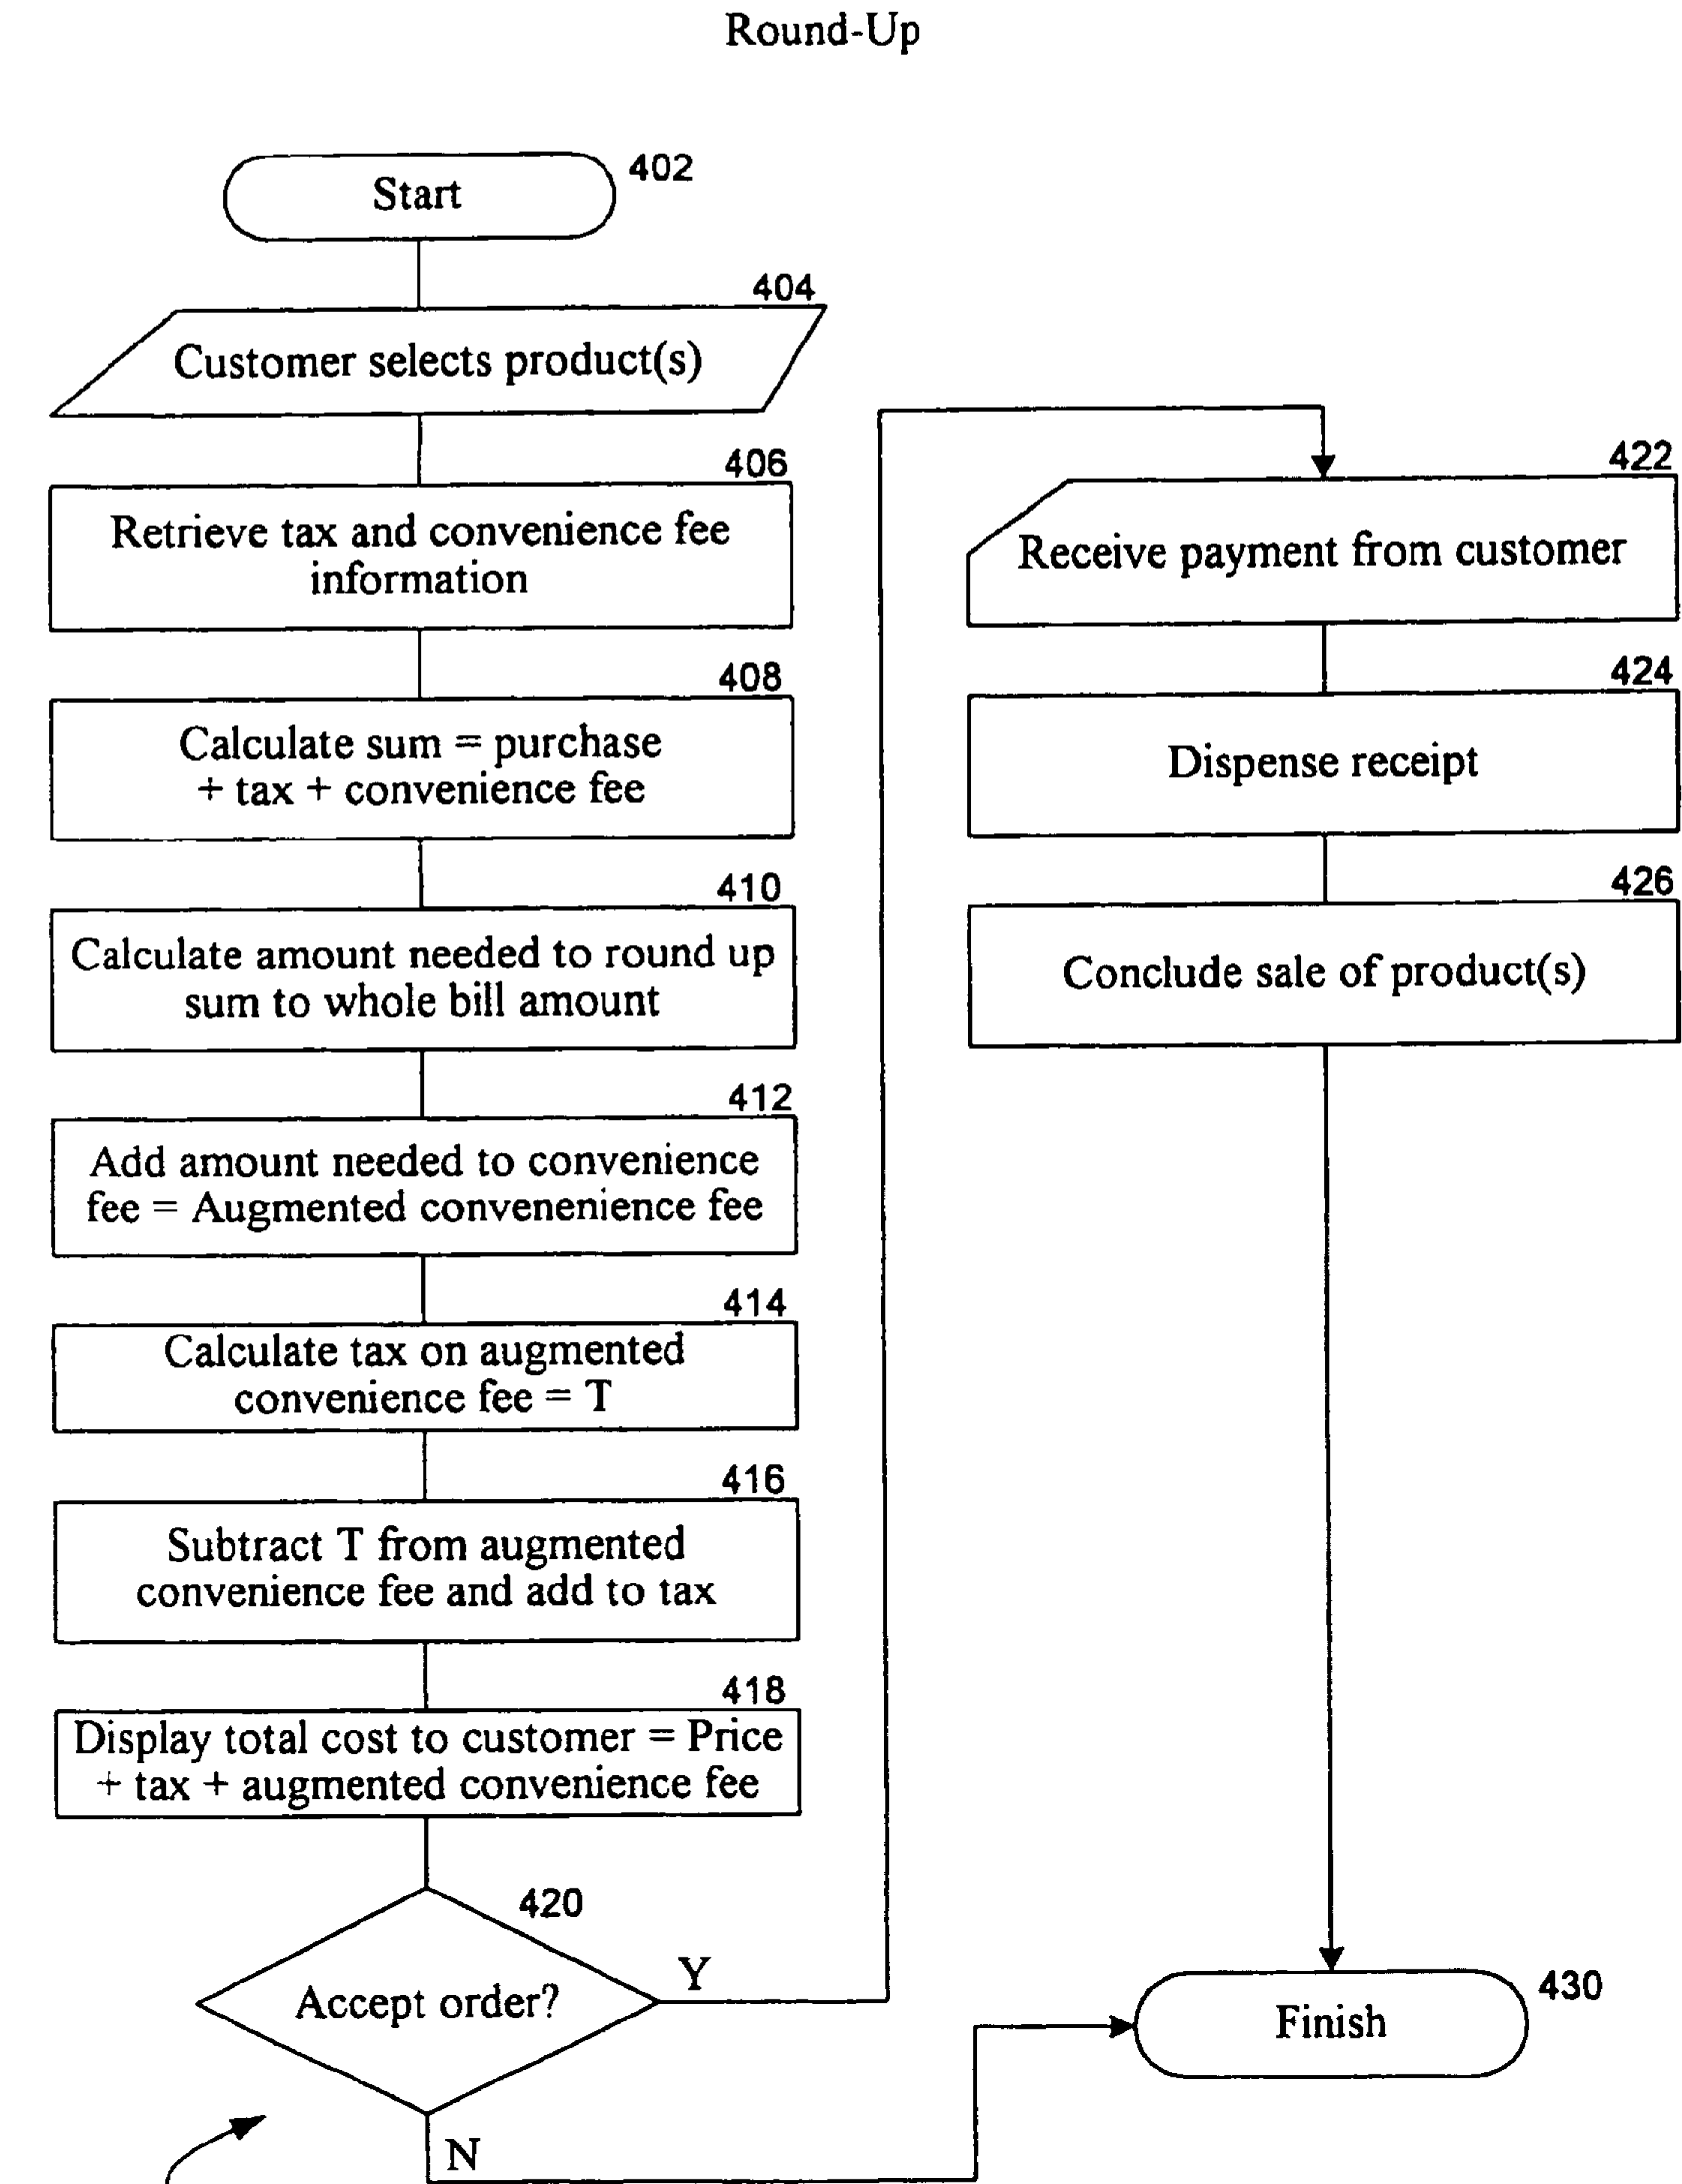 Round-Up
Start
402
404
Customer selects product(s)
406
Retrieve tax and convenience fee
information
408
Calculate sum = purchase
+ tax + convenience fee
410
Calculate amount needed to round up
sum to whole bill amount
412
Add amount needed to convenience
fee = Augmented convenenience fee
414
Calculate tax on augmented
convenience fee = T
416
Subtract T from augmented
convenience fee and add to tax
418
Display total cost to customer = Price
+ tax + augmented convenience fee
420
Accept order?
Y
N
422
Receive payment from customer
424
Dispense receipt
426
Conclude sale of product(s)
430
Finish